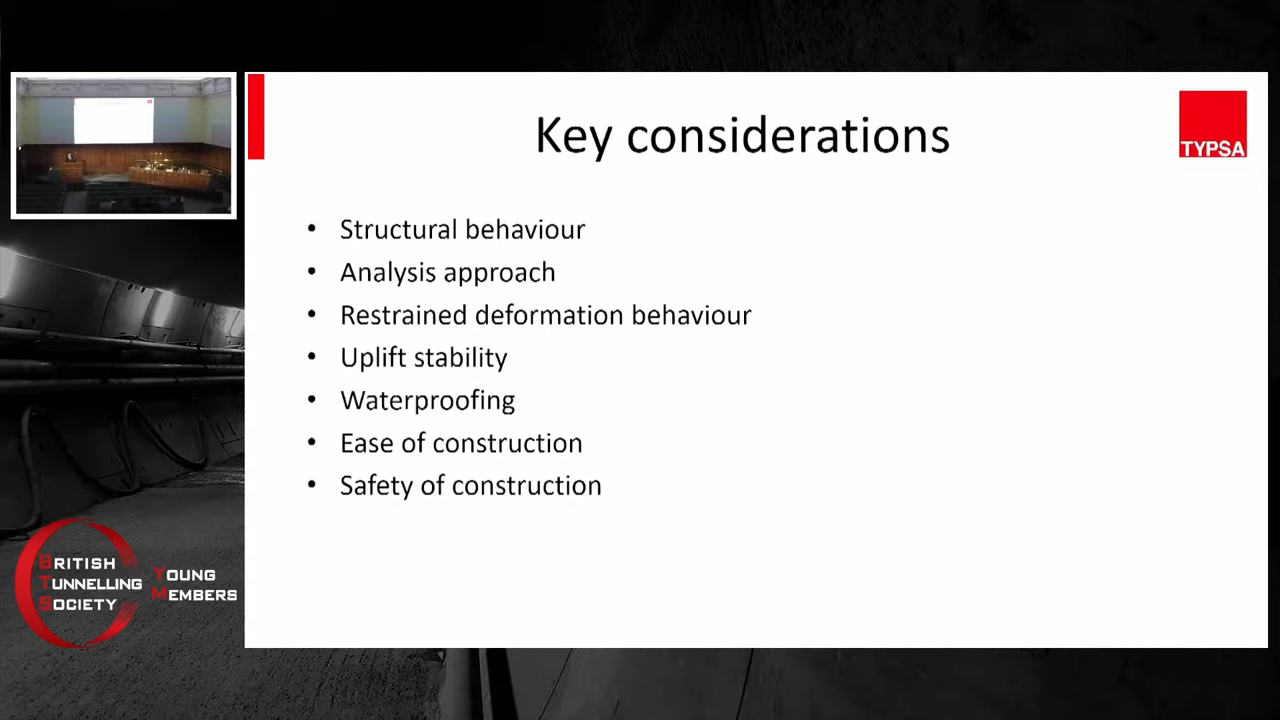 Key considerations
TYPSA
• Structural behaviour
• Analysis approach
• Restrained deformation behaviour
• Uplift stability
• Waterproofing
• Ease of construction
• Safety of construction
BRITISH
TUNNELLING
SOCIETY
YOUNG
MEMBERS